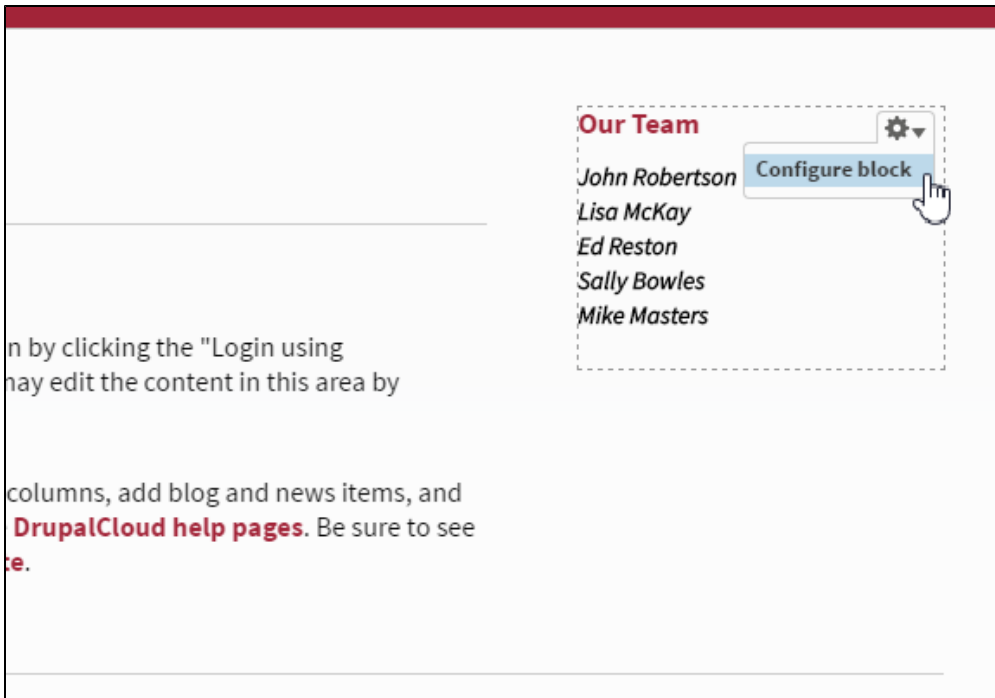 Our Team
Configure block
John Robertson
Lisa McKay
Ed Reston
Sally Bowles
Mike Masters
n by clicking the "Login using
may edit the content in this area by
columns, add blog and news items, and
DrupalCloud help pages. Be sure to see
te.